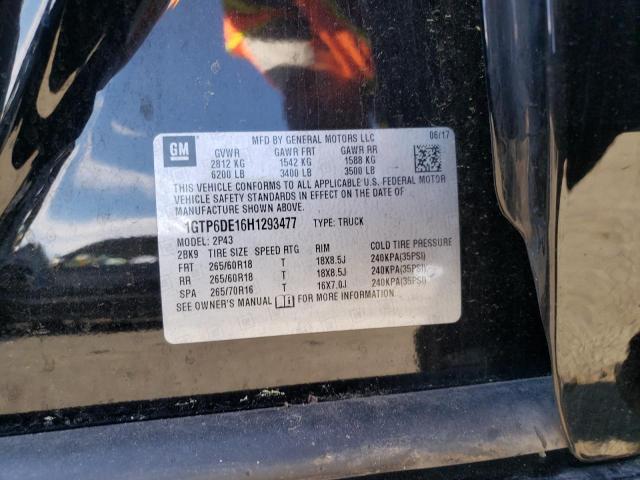 GM MFD BY GENERAL MOTORS LLC 06/17
GVWR GAWR FRT GAWR RR
2812 KG 1542 KG 1588 KG
6200 LB 3400 LB 3500 LB
THIS VEHICLE CONFORMS TO ALL APPLICABLE U.S. FEDERAL MOTOR
VEHICLE SAFETY STANDARDS IN EFFECT ON THE DATE OF
MANUFACTURE SHOWN ABOVE.
1GTP6DE16H1293477 TYPE: TRUCK
MODEL: 2P43
2BK9 TIRE SIZE SPEED RTG RIM COLD TIRE PRESSURE
FRT 265/60R18 T 18X8.5J 240KPA(35PSI)
RR 265/60R18 T 18X8.5J 240KPA(35PSI)
SPA 265/70R16 T 16X7.0J 240KPA(35PSI)
SEE OWNER'S MANUAL FOR MORE INFORMATION.